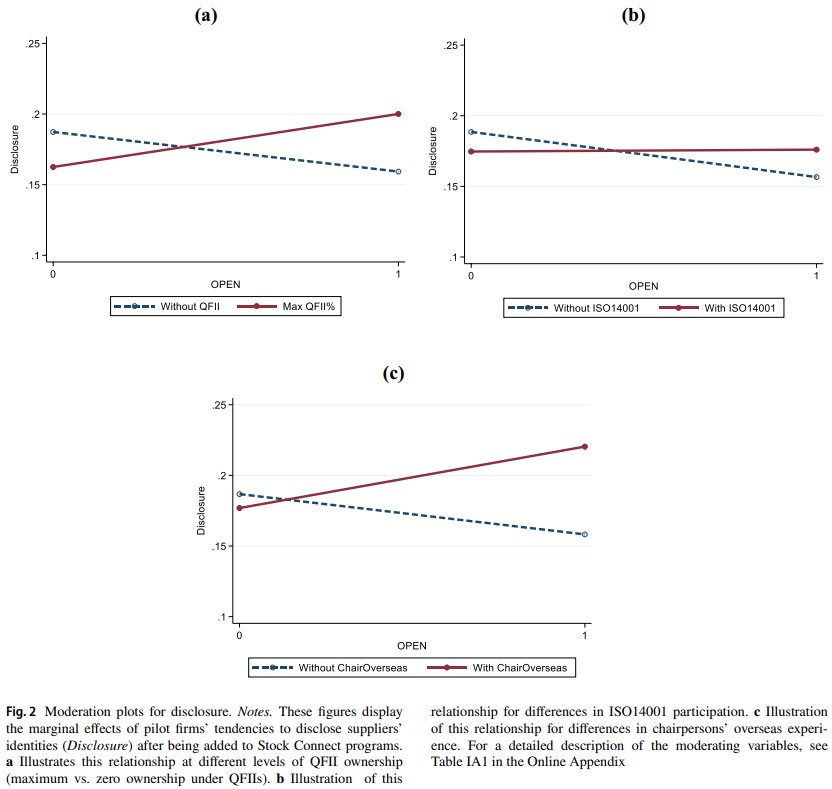 (a)
.25
.2
.15
.1
Disclosure
0
1
OPEN
Without QFII
Max QFII%
(b)
.25
.2
.15
.1
Disclosure
0
1
OPEN
Without ISO14001
With ISO14001
(c)
.25
.2
.15
.1
Disclosure
0
1
OPEN
Without ChairOverseas
With ChairOverseas
Fig. 2 Moderation plots for disclosure. Notes. These figures display
the marginal effects of pilot firms’ tendencies to disclose suppliers’
identities (Disclosure) after being added to Stock Connect programs.
a Illustrates this relationship at different levels of QFII ownership
(maximum vs. zero ownership under QFIIs). b Illustration of this
relationship for differences in ISO14001 participation. c Illustration
of this relationship for differences in chairpersons’ overseas experi-
ence. For a detailed description of the moderating variables, see
Table IA1 in the Online Appendix